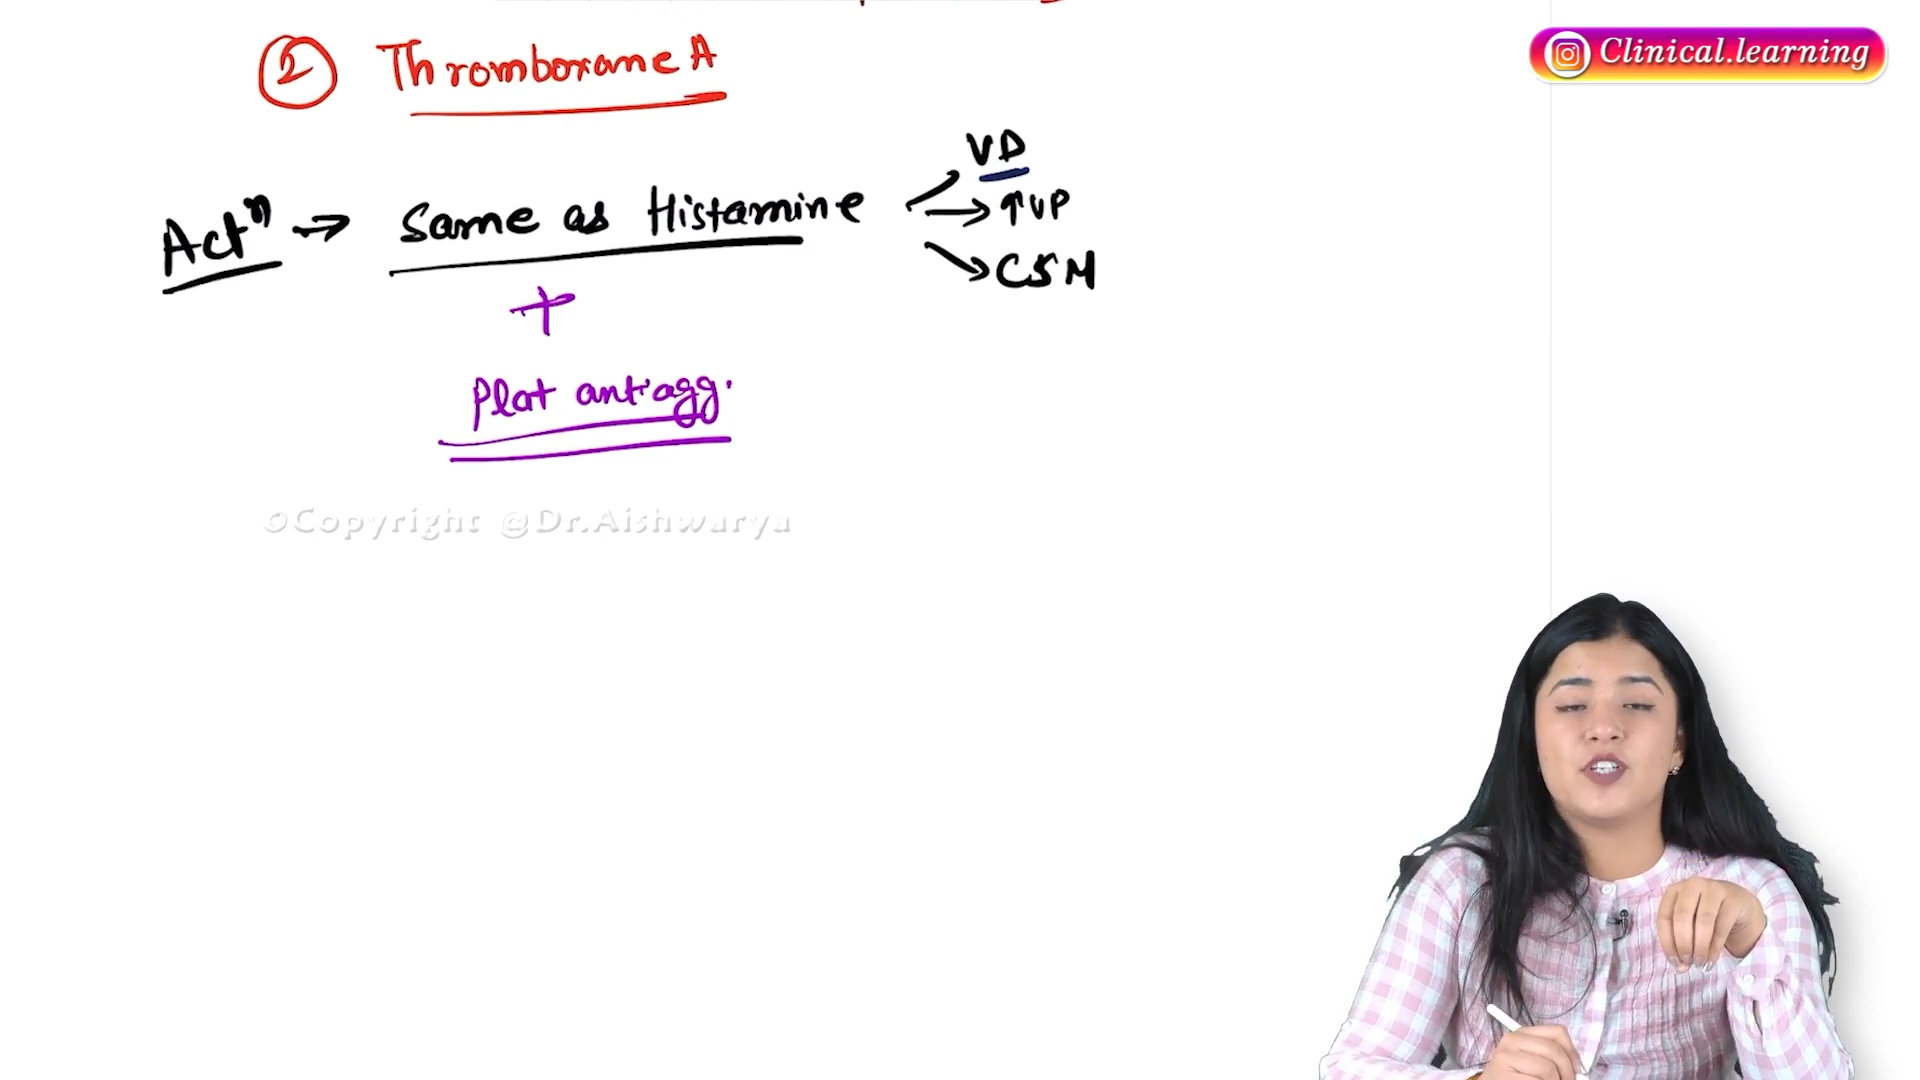 Clinical.learning
② Thromboxane A
VD
Actⁿ → Same as Histamine → ↑VP
→ CSM
+
Plat anti agg.
©Copyright @Dr.Aishwarya